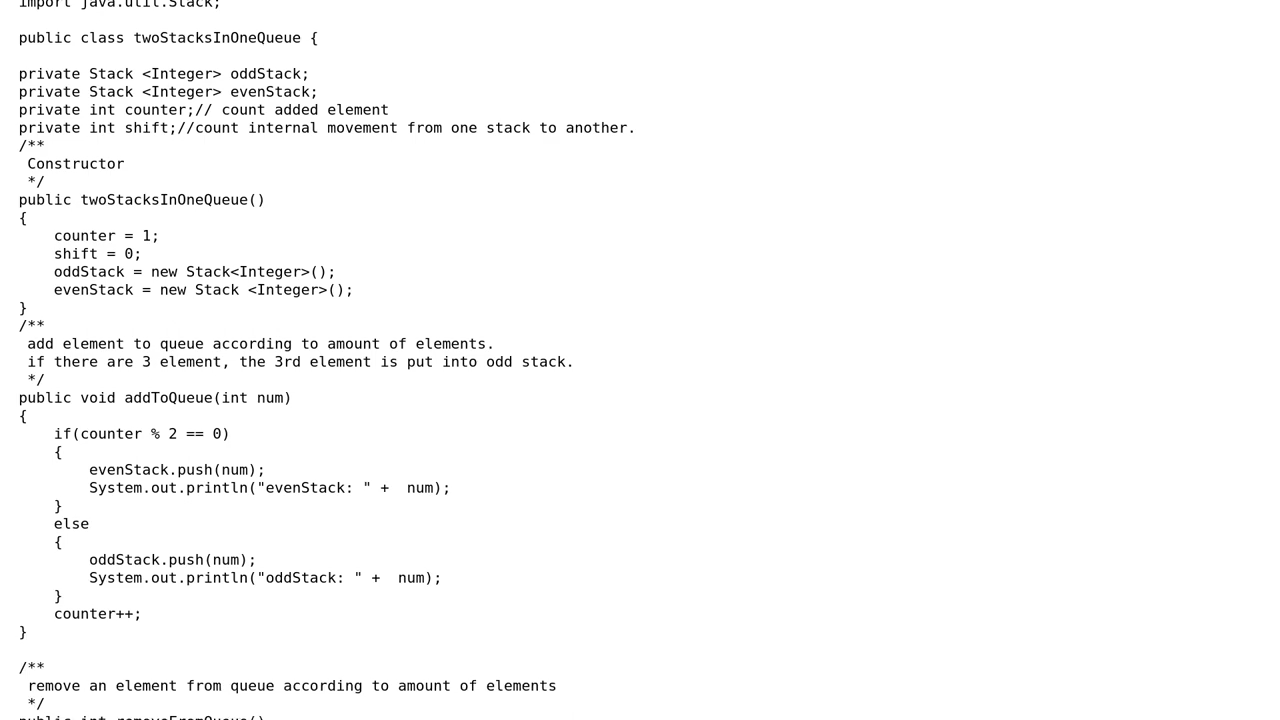 import java.util.Stack;
public class twoStacksInOneQueue {
private Stack <Integer> oddStack;
private Stack <Integer> evenStack;
private int counter;// count added element
private int shift;//count internal movement from one stack to another.
/**
 Constructor
 */
public twoStacksInOneQueue()
{
    counter = 1;
    shift = 0;
    oddStack = new Stack<Integer>();
    evenStack = new Stack <Integer>();
}
/**
 add element to queue according to amount of elements.
 if there are 3 element, the 3rd element is put into odd stack.
 */
public void addToQueue(int num)
{
    if(counter % 2 == 0)
    {
        evenStack.push(num);
        System.out.println("evenStack: " +  num);
    }
    else
    {
        oddStack.push(num);
        System.out.println("oddStack: " +  num);
    }
    counter++;
}
/**
 remove an element from queue according to amount of elements
 */
public int removeFromQueue()